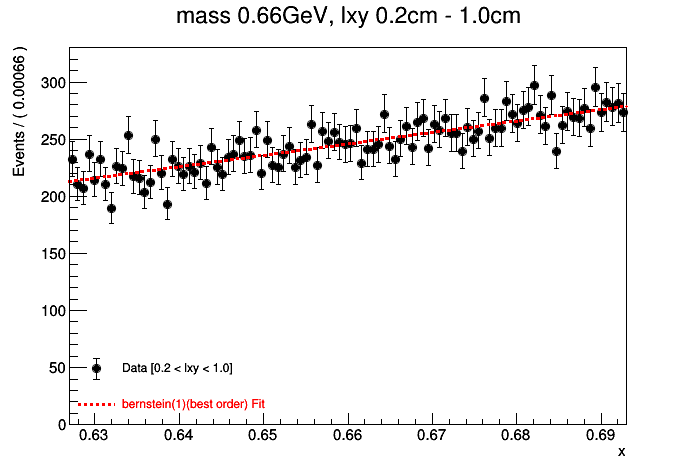 mass 0.66GeV, lxy 0.2cm - 1.0cm
Events / ( 0.00066 )
300
250
200
150
100
50
0
Data [0.2 < lxy < 1.0]
bernstein(1)(best order) Fit
0.63 0.64 0.65 0.66 0.67 0.68 0.69
x